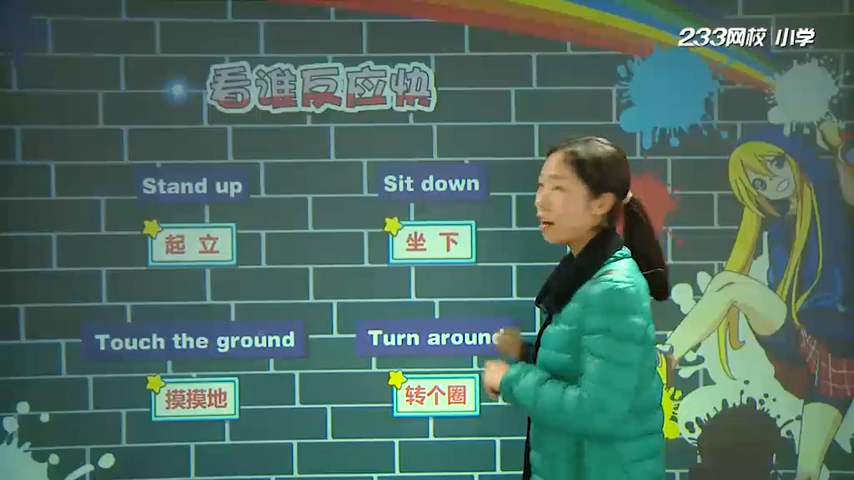 233网校 小学
看谁反应快
Stand up
Sit down
起立
坐下
Touch the ground
Turn around
摸摸地
转个圈